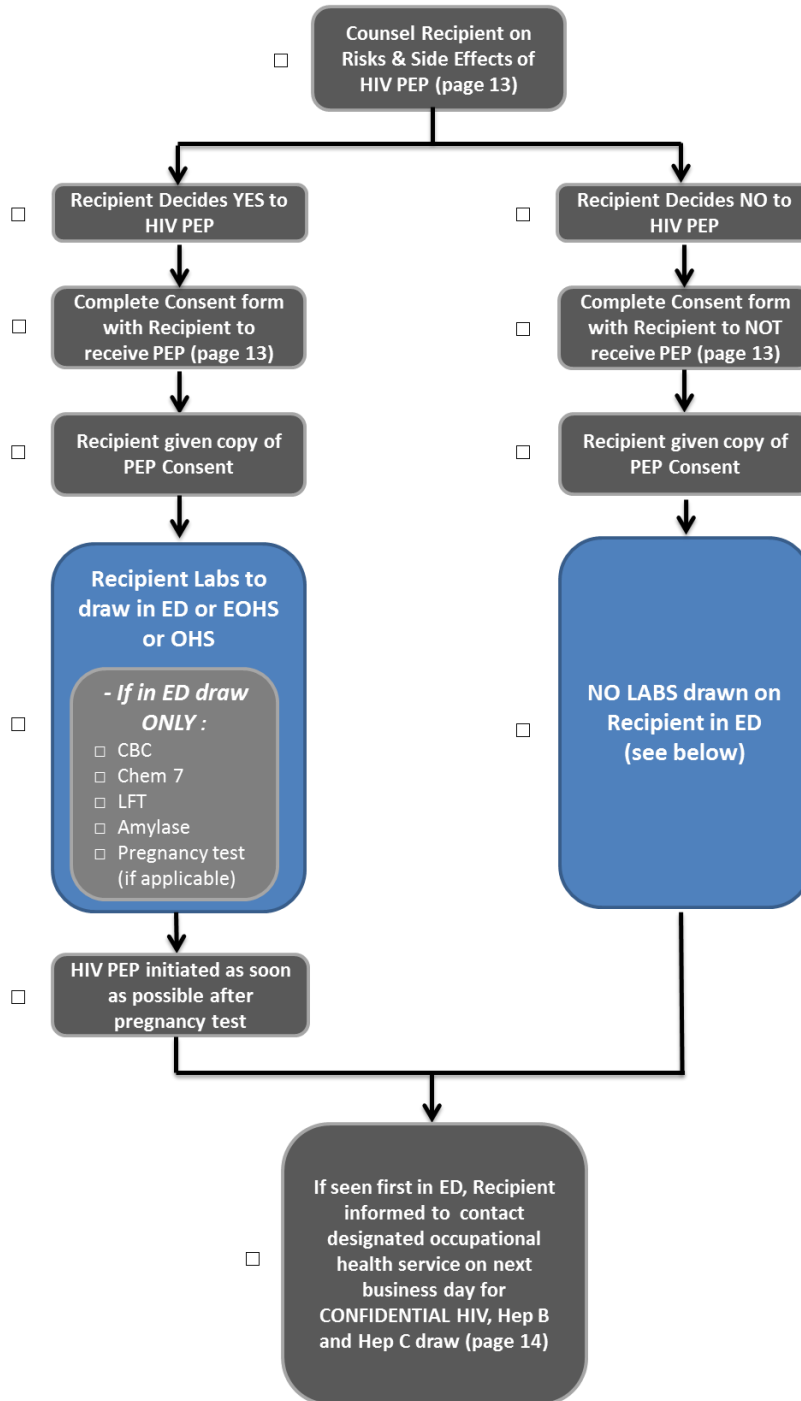 Counsel Recipient on
Risks & Side Effects of
HIV PEP (page 13)
Recipient Decides YES to
HIV PEP
Complete Consent form
with Recipient to
receive PEP (page 13)
Recipient given copy of
PEP Consent
Recipient Labs to
draw in ED or EOHS
or OHS
- If in ED draw
ONLY :
□ CBC
□ Chem 7
□ LFT
□ Amylase
□ Pregnancy test
(if applicable)
HIV PEP initiated as soon
as possible after
pregnancy test
Recipient Decides NO to
HIV PEP
Complete Consent form
with Recipient to NOT
receive PEP (page 13)
Recipient given copy of
PEP Consent
NO LABS drawn on
Recipient in ED
(see below)
If seen first in ED, Recipient
informed to contact
designated occupational
health service on next
business day for
CONFIDENTIAL HIV, Hep B
and Hep C draw (page 14)